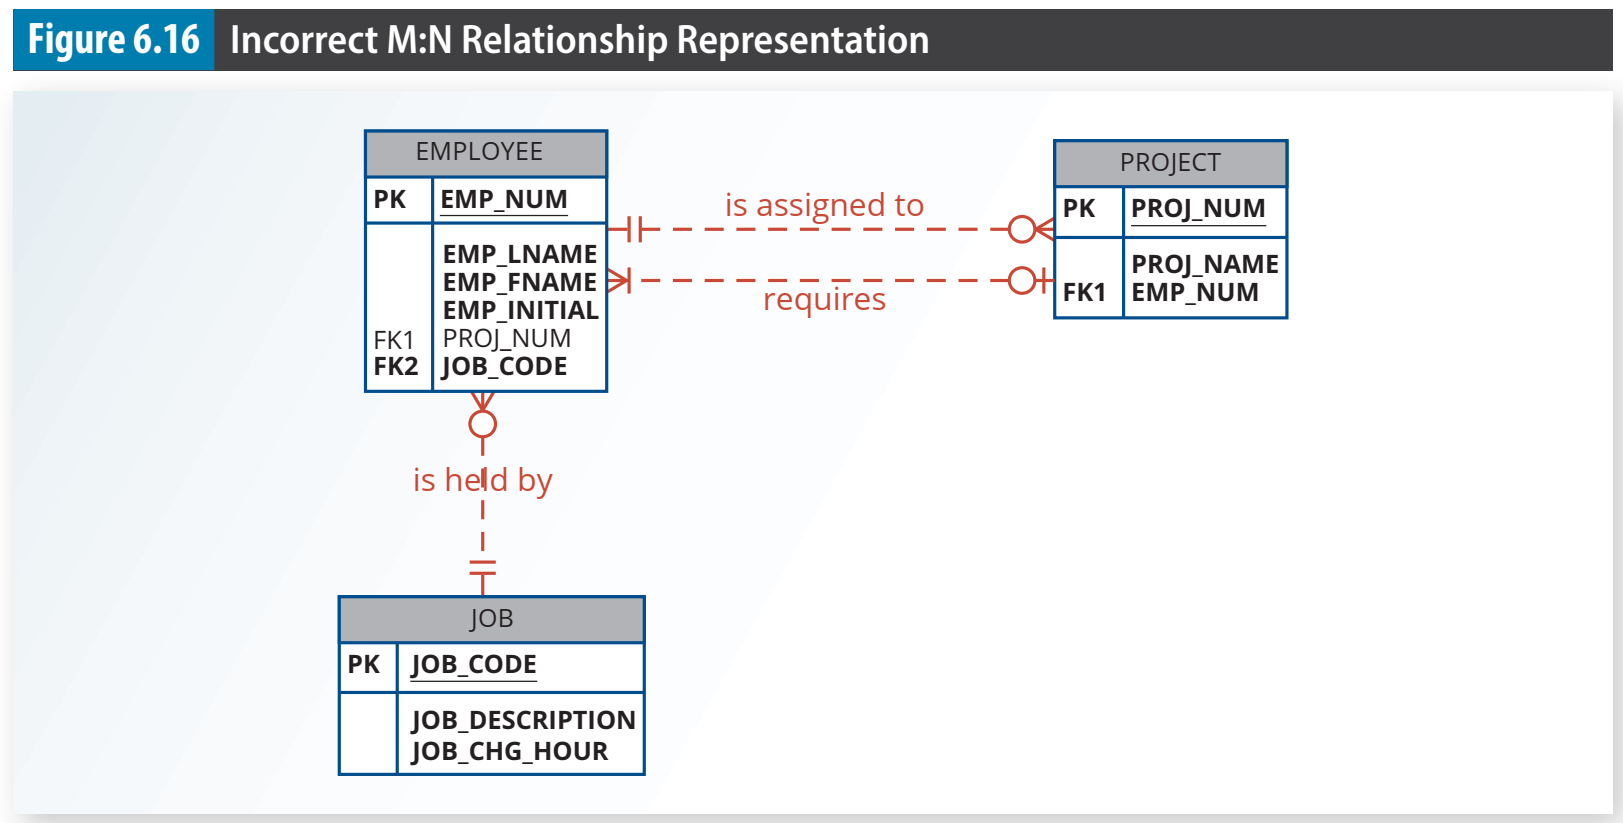 Figure 6.16 Incorrect M:N Relationship Representation
EMPLOYEE
PK EMP_NUM
EMP_LNAME
EMP_FNAME
EMP_INITIAL
FK1 PROJ_NUM
FK2 JOB_CODE
is assigned to
requires
PROJECT
PK PROJ_NUM
PROJ_NAME
FK1 EMP_NUM
is held by
JOB
PK JOB_CODE
JOB_DESCRIPTION
JOB_CHG_HOUR